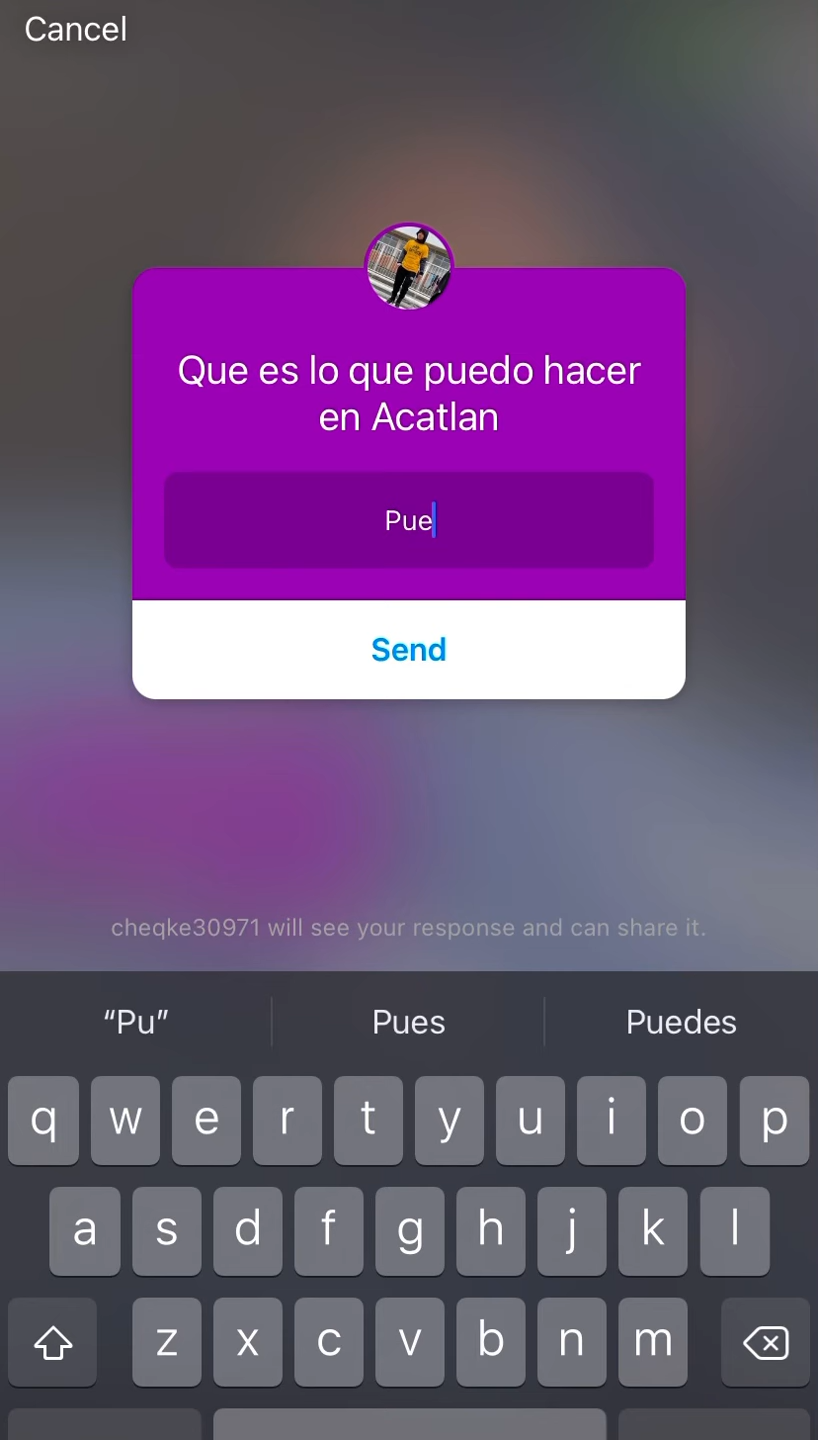 Cancel
Que es lo que puedo hacer
en Acatlan
Pue
Send
cheqke30971 will see your response and can share it.
“Pu” Pues Puedes
q w e r t y u i o p
a s d f g h j k l
z x c v b n m